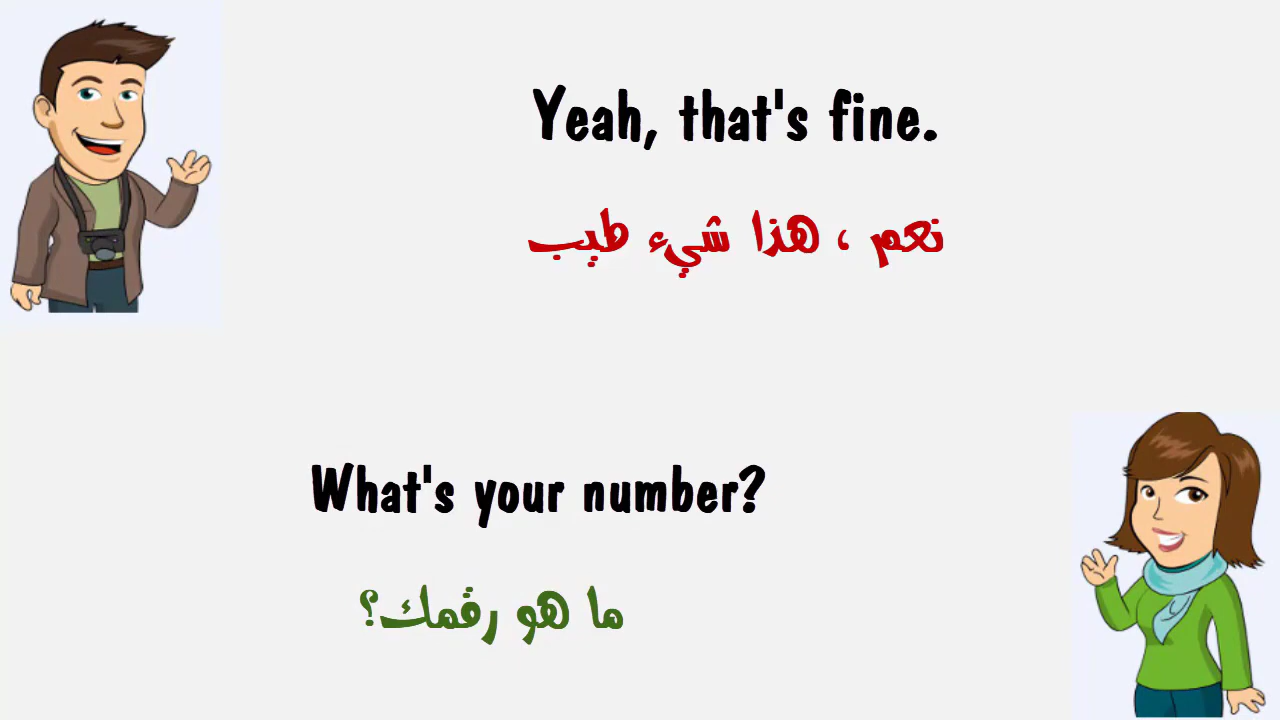 Yeah, that's fine.
نعم ، هذا شيء طيب
What's your number?
ما هو رقمك؟